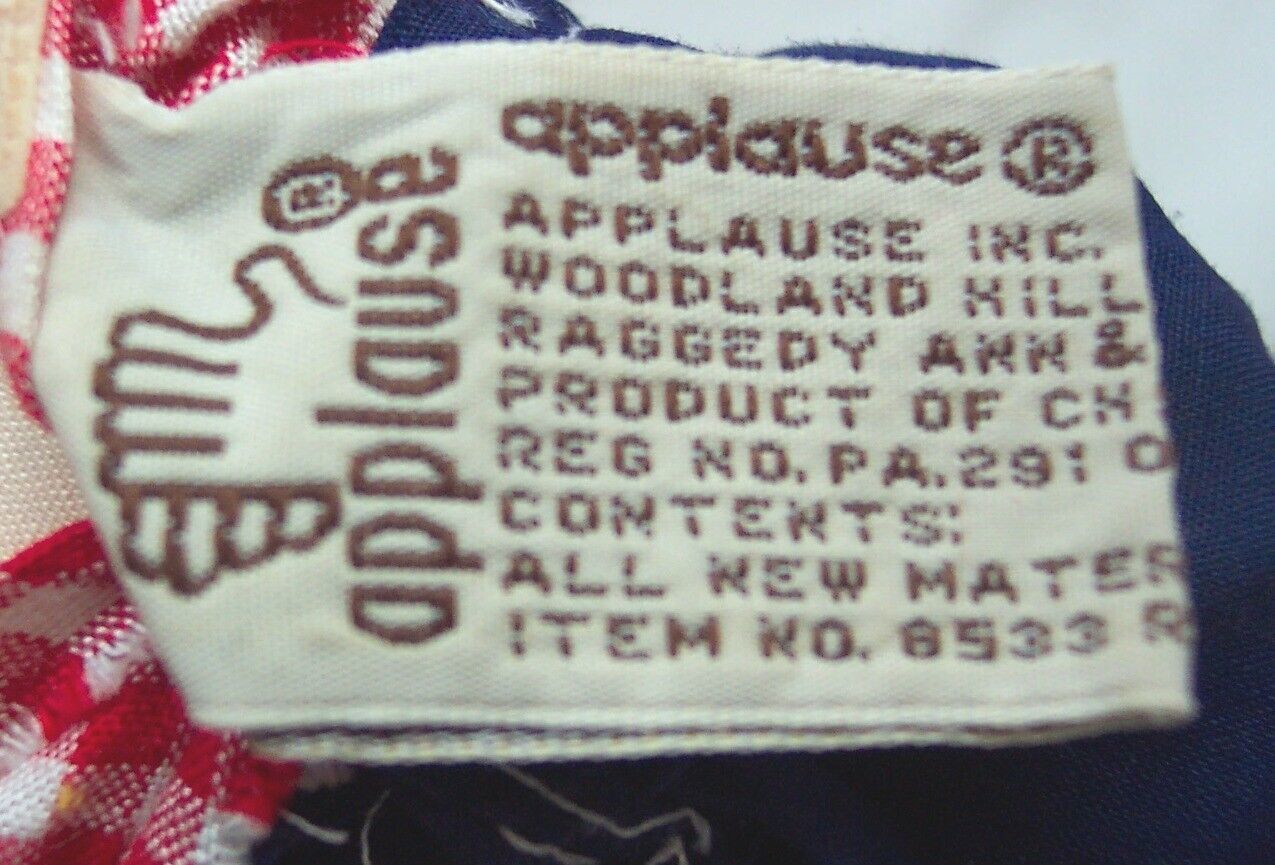 applause®
applause®
APPLAUSE INC.
WOODLAND HILL
RAGGEDY ANN &
PRODUCT OF CH
REG NO. PA. 291
CONTENTS:
ALL NEW MATE
ITEM NO. 8533